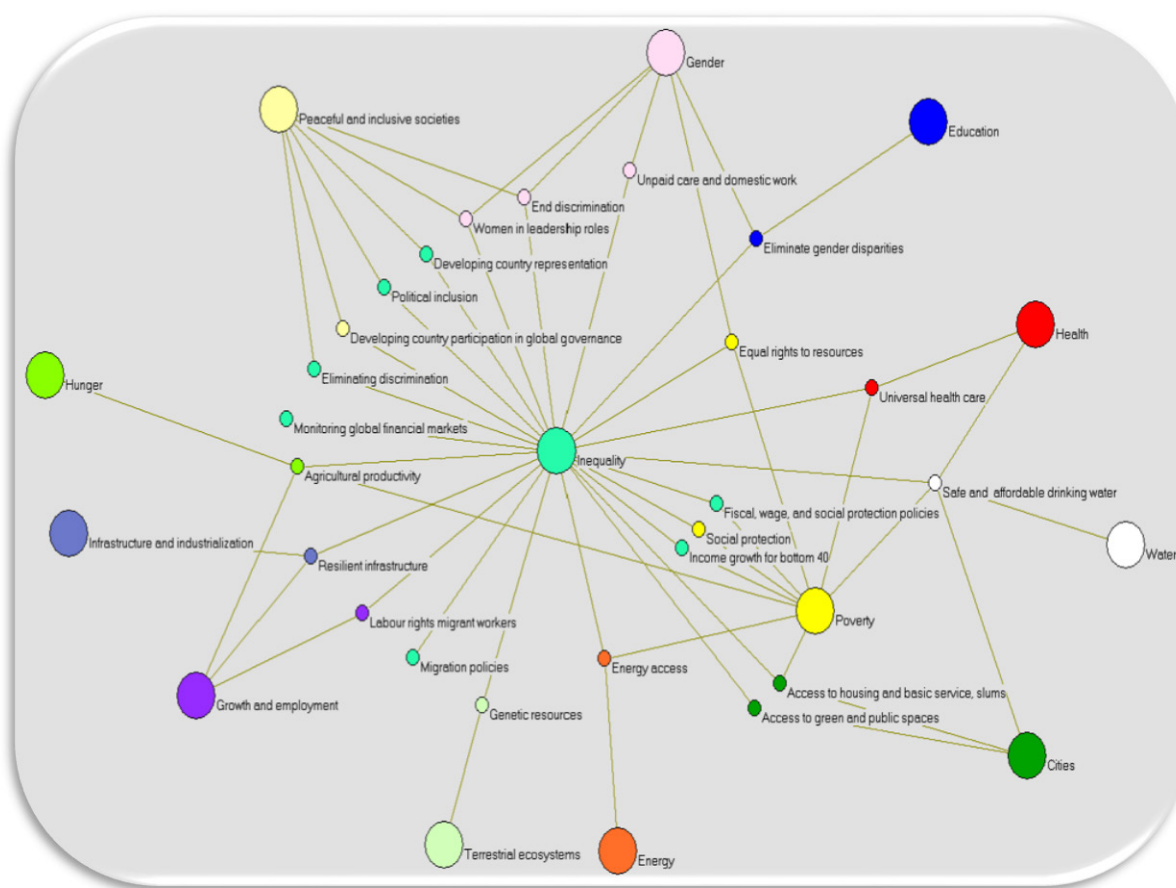 Gender
Peaceful and inclusive societies
Education
Unpaid care and domestic work
End discrimination
Women in leadership roles
Eliminate gender disparities
Developing country representation
Political inclusion
Developing country participation in global governance
Health
Equal rights to resources
Eliminating discrimination
Hunger
Universal health care
Monitoring global financial markets
Inequality
Agricultural productivity
Safe and affordable drinking water
Fiscal, wage, and social protection policies
Social protection
Infrastructure and industrialization
Income growth for bottom 40
Water
Resilient infrastructure
Labour rights migrant workers
Poverty
Migration policies
Energy access
Access to housing and basic service, slums
Growth and employment
Genetic resources
Access to green and public spaces
Cities
Terrestrial ecosystems
Energy